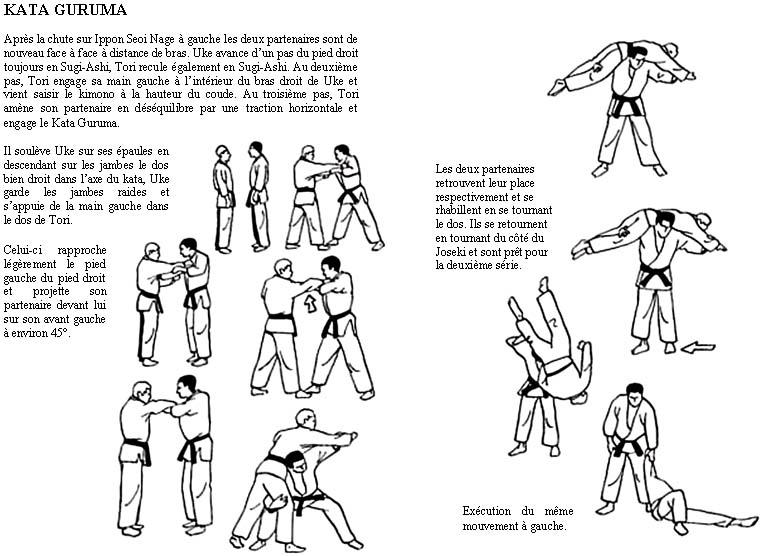 KATA GURUMA
Après la chute sur Ippon Seoi Nage à gauche les deux partenaires sont de
nouveau face à face à distance de bras. Uke avance d'un pas du pied droit
toujours en Sugi-Ashi, Tori recule également en Sugi-Ashi. Au deuxième
pas, Tori engage sa main gauche à l'intérieur du bras droit de Uke et
vient saisir le kimono à la hauteur du coude. Au troisième pas, Tori
amène son partenaire en déséquilibre par une traction horizontale et
engage le Kata Guruma.
Il soulève Uke sur ses épaules en
descendant sur les jambes le dos
bien droit dans l'axe du kata, Uke
garde les jambes raides et
s'appuie de la main gauche dans
le dos de Tori.
Celui-ci rapproche
légèrement le pied
gauche du pied droit
et projette son
partenaire devant lui
sur son avant gauche
à environ 45°.
Les deux partenaires
retrouvent leur place
respectivement et se
rhabillent en se tournant
le dos. Ils se retournent
en tournant du côté du
Joseki et sont prêt pour
la deuxième série.
Exécution du même
mouvement à gauche.